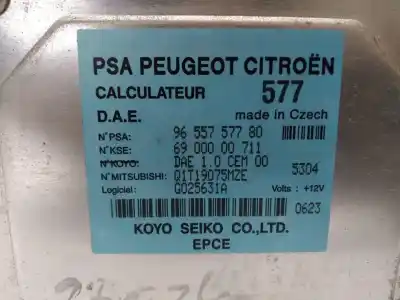 PSA PEUGEOT CITROËN
CALCULATEUR 577
D.A.E. made in Czech
N°PSA: 96 557 577 80
N°KSE: 69 000 00 711
N°KOYO: DAE 1.0 CEM 00 5304
N°MITSUBISHI: Q1T19075MZE
Logiciel: G025631A Volts : +12V
0623
KOYO SEIKO CO.,LTD.
EPCE